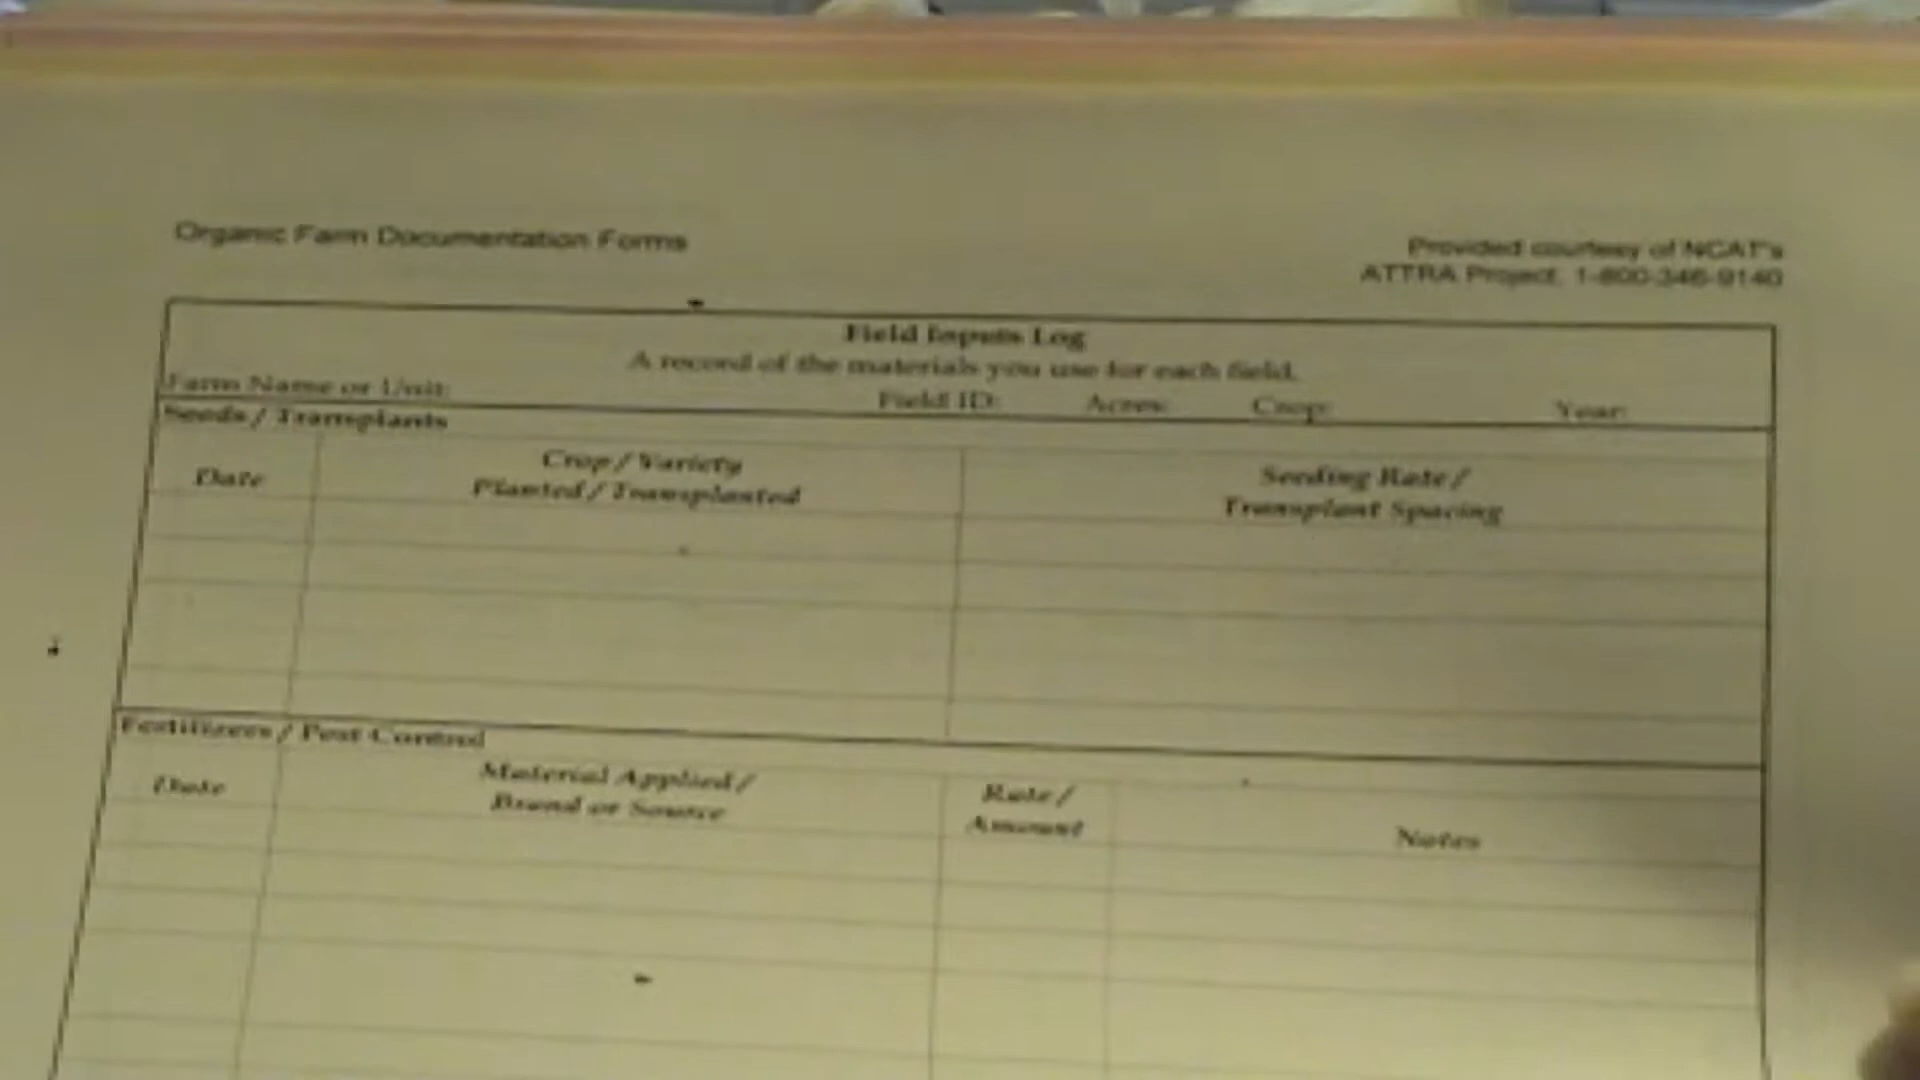 Organic Farm Documentation Forms
Provided courtesy of NCAT's
ATTRA Project. 1-800-346-9140
Field Inputs Log
A record of the materials you use for each field.
Farm Name or Unit: Field ID: Acres: Crop: Year:
Seeds / Transplants
Date
Crop / Variety
Planted / Transplanted
Seeding Rate /
Transplant Spacing
Fertilizers / Pest Control
Date
Material Applied /
Brand or Source
Rate /
Amount
Notes